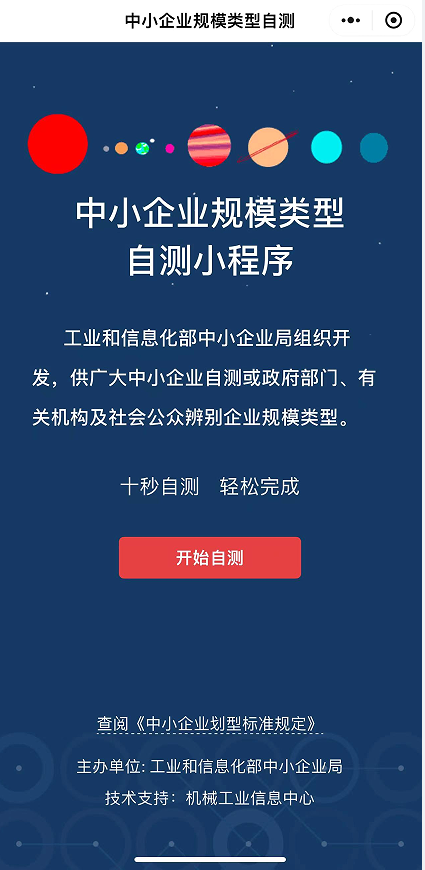 中小企业规模类型自测
中小企业规模类型
自测小程序
工业和信息化部中小企业局组织开
发，供广大中小企业自测或政府部门、有
关机构及社会公众辨别企业规模类型。
十秒自测 轻松完成
开始自测
查阅《中小企业划型标准规定》
主办单位: 工业和信息化部中小企业局
技术支持：机械工业信息中心